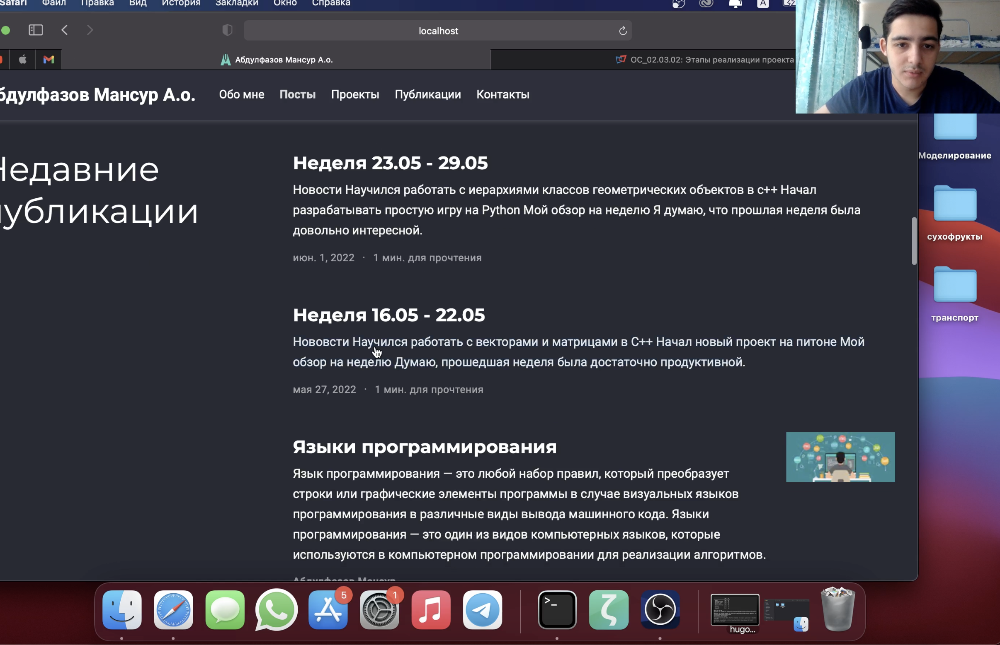 Safari Файл Правка Вид История Закладки Окно Справка
A
localhost
Абдулфазов Мансур А.о.
ОС_02.03.02: Этапы реализации проекта
бдулфазов Мансур А.о. Обо мне Посты Проекты Публикации Контакты
Недавние
публикации
Неделя 23.05 - 29.05
Новости Научился работать с иерархиями классов геометрических объектов в с++ Начал
разрабатывать простую игру на Python Мой обзор на неделю Я думаю, что прошлая неделя была
довольно интересной.
июн. 1, 2022 · 1 мин. для прочтения
Неделя 16.05 - 22.05
Нововсти Научился работать с векторами и матрицами в С++ Начал новый проект на питоне Мой
обзор на неделю Думаю, прошедшая неделя была достаточно продуктивной.
мая 27, 2022 · 1 мин. для прочтения
Языки программирования
Язык программирования — это любой набор правил, который преобразует
строки или графические элементы программы в случае визуальных языков
программирования в различные виды вывода машинного кода. Языки
программирования — это один из видов компьютерных языков, которые
используются в компьютерном программировании для реализации алгоритмов.
Абдулфазов Мансур
Моделирование
сухофрукты
транспорт
5
1
>_
ζ
hugo...